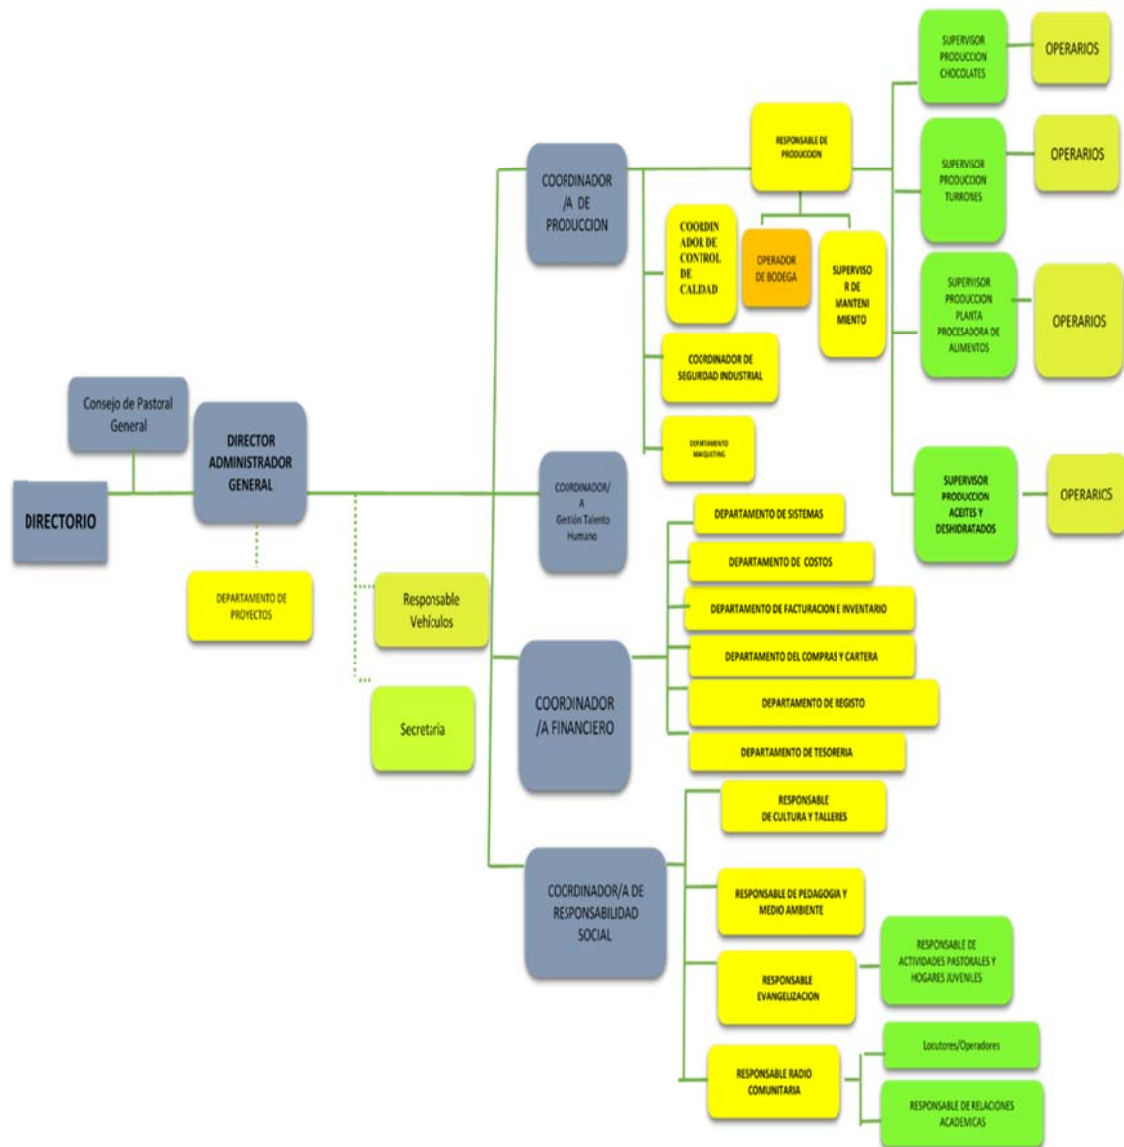 SUPERVISOR
PRODUCCION
CHOCOLATES
OPERARIOS
RESPONSABLE DE
PRODUCCION
SUPERVISOR
PRODUCCION
TURRONES
OPERARIOS
COORDINADOR
/A DE
PRODUCCION
COORDIN
ADOR DE
CONTROL
DE
CALIDAD
OPERADOR
DE BODEGA
SUPERVISO
R DE
MANTENI
MIENTO
SUPERVISOR
PRODUCCION
PLANTA
PROCESADORA DE
ALIMENTOS
OPERARIOS
COORDINADOR DE
SEGURIDAD INDUSTRIAL
DEPARTAMENTO
MARQUETING
Consejo de Pastoral
General
DIRECTOR
ADMINISTRADOR
GENERAL
DIRECTORIO
DEPARTAMENTO DE
PROYECTOS
Responsable
Vehículos
Secretaria
COORDINADOR/
A
Gestión Talento
Humano
SUPERVISOR
PRODUCCION
ACEITES Y
DESHIDRATADOS
OPERARIOS
DEPARTAMENTO DE SISTEMAS
DEPARTAMENTO DE COSTOS
DEPARTAMENTO DE FACTURACION E INVENTARIO
DEPARTAMENTO DEL COMPRAS Y CARTERA
DEPARTAMENTO DE REGISTO
DEPARTAMENTO DE TESORERIA
COORDINADOR
/A FINANCIERO
COORDINADOR/A DE
RESPONSABILIDAD
SOCIAL
RESPONSABLE
DE CULTURA Y TALLERES
RESPONSABLE DE PEDAGOGIA Y
MEDIO AMBIENTE
RESPONSABLE
EVANGELIZACION
RESPONSABLE DE
ACTIVIDADES PASTORALES Y
HOGARES JUVENILES
RESPONSABLE RADIO
COMUNITARIA
Locutores/Operadores
RESPONSABLE DE RELACIONES
ACADEMICAS